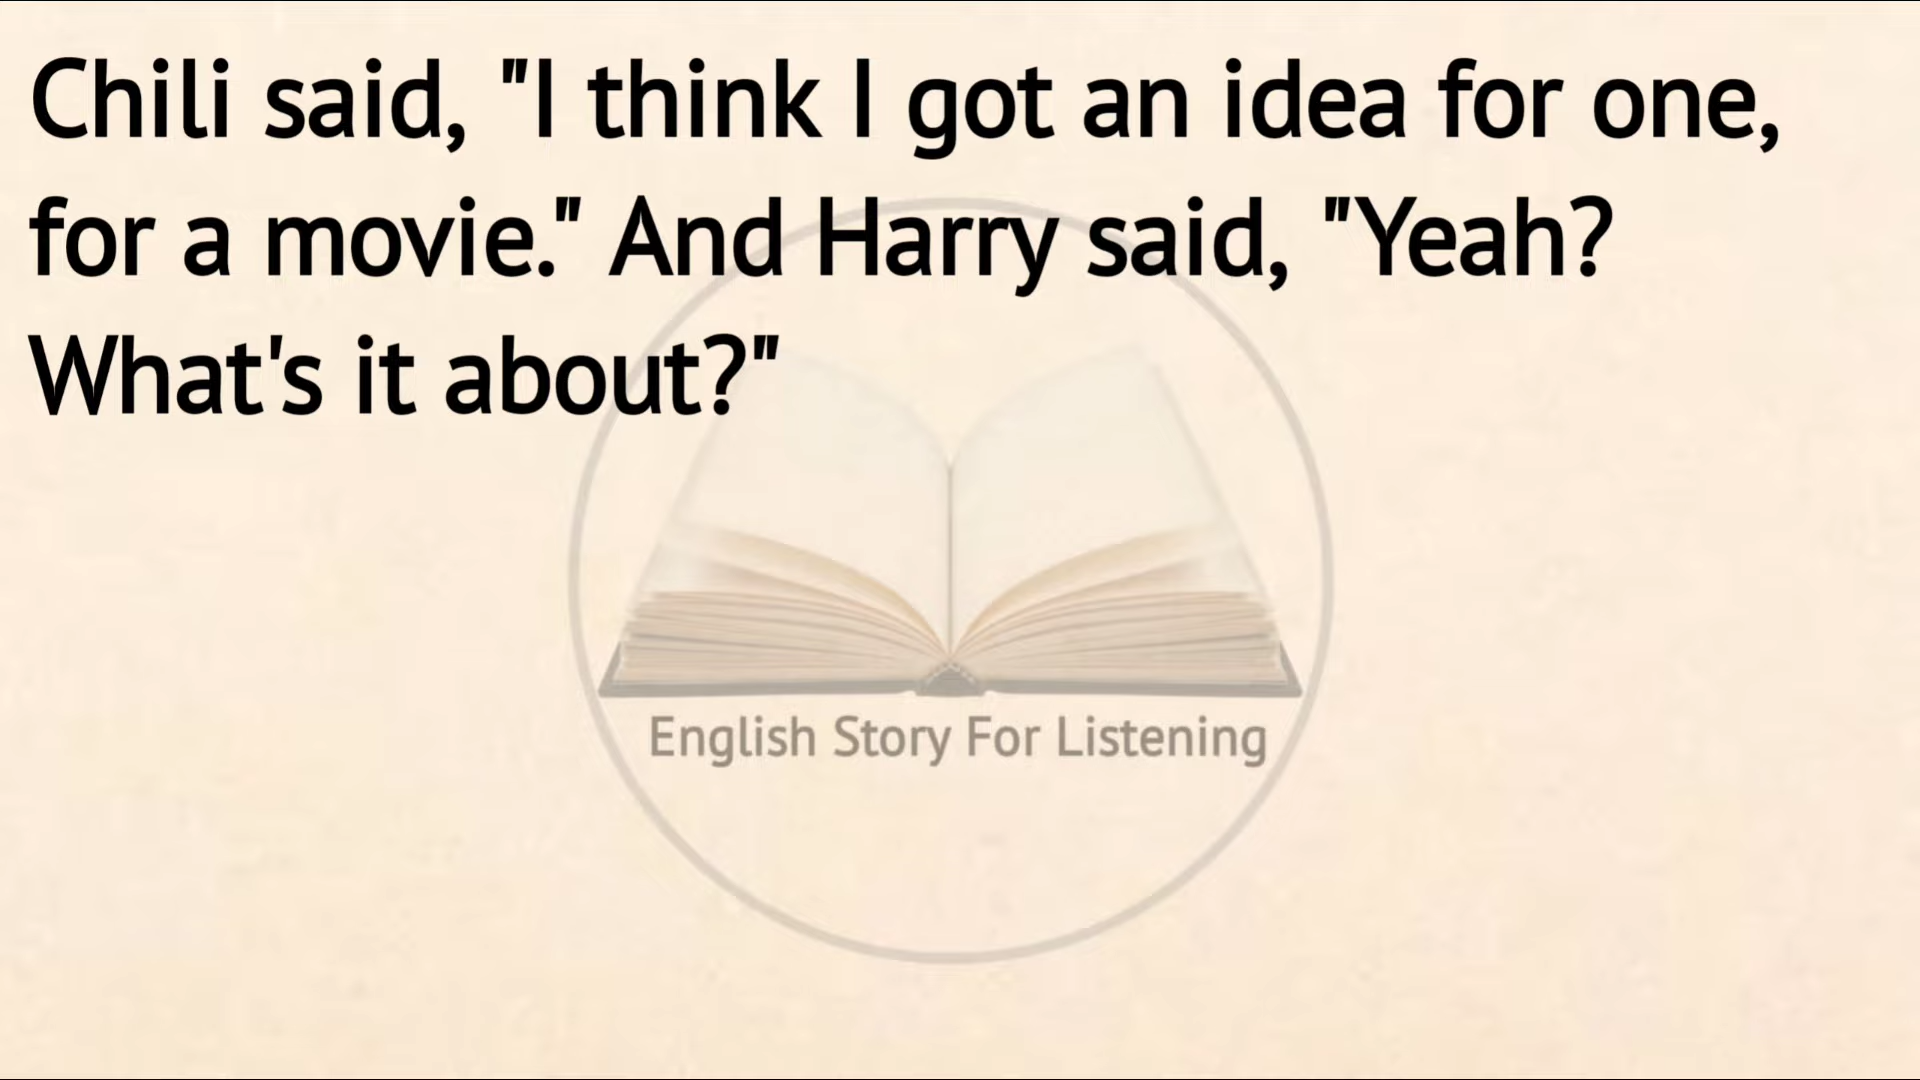 Chili said, "I think I got an idea for one,
for a movie." And Harry said, "Yeah?
What's it about?"
English Story For Listening